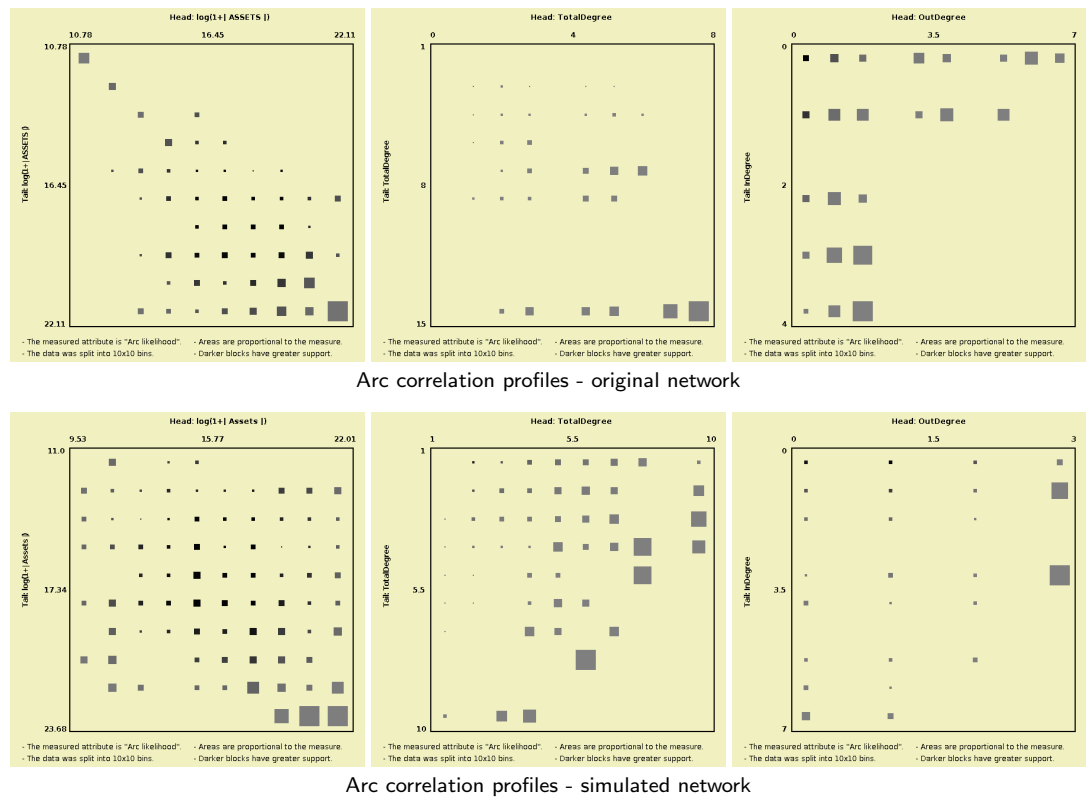 Head: log(1+| ASSETS |)
10.78 16.45 22.11
10.78
Tail: log(1+| ASSETS |)
16.45
22.11
- The measured attribute is "Arc likelihood". - Areas are proportional to the measure.
- The data was split into 10x10 bins. - Darker blocks have greater support.
Head: TotalDegree
0 4 8
1
Tail: TotalDegree
8
15
- The measured attribute is "Arc likelihood". - Areas are proportional to the measure.
- The data was split into 10x10 bins. - Darker blocks have greater support.
Head: OutDegree
0 3.5 7
0
Tail: InDegree
2
4
- The measured attribute is "Arc likelihood". - Areas are proportional to the measure.
- The data was split into 10x10 bins. - Darker blocks have greater support.
Arc correlation profiles - original network
Head: log(1+| Assets |)
9.53 15.77 22.01
11.0
Tail: log(1+| Assets |)
17.34
23.68
- The measured attribute is "Arc likelihood". - Areas are proportional to the measure.
- The data was split into 10x10 bins. - Darker blocks have greater support.
Head: TotalDegree
1 5.5 10
1
Tail: TotalDegree
5.5
10
- The measured attribute is "Arc likelihood". - Areas are proportional to the measure.
- The data was split into 10x10 bins. - Darker blocks have greater support.
Head: OutDegree
0 1.5 3
0
Tail: InDegree
3.5
7
- The measured attribute is "Arc likelihood". - Areas are proportional to the measure.
- The data was split into 10x10 bins. - Darker blocks have greater support.
Arc correlation profiles - simulated network